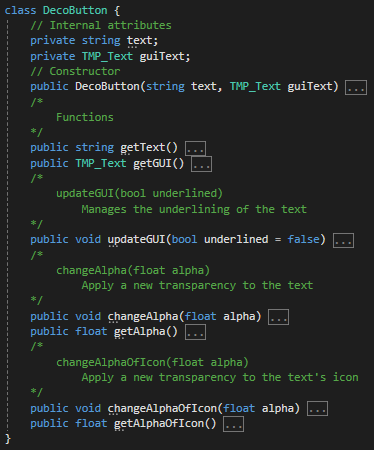 class DecoButton {
// Internal attributes
private string text;
private TMP_Text guiText;
// Constructor
public DecoButton(string text, TMP_Text guiText) ...
/*
Functions
*/
public string getText() ...
public TMP_Text getGUI() ...
/*
updateGUI(bool underlined)
Manages the underlining of the text
*/
public void updateGUI(bool underlined = false) ...
/*
changeAlpha(float alpha)
Apply a new transparency to the text
*/
public void changeAlpha(float alpha) ...
public float getAlpha() ...
/*
changeAlphaOfIcon(float alpha)
Apply a new transparency to the text's icon
*/
public void changeAlphaOfIcon(float alpha) ...
public float getAlphaOfIcon() ...
}